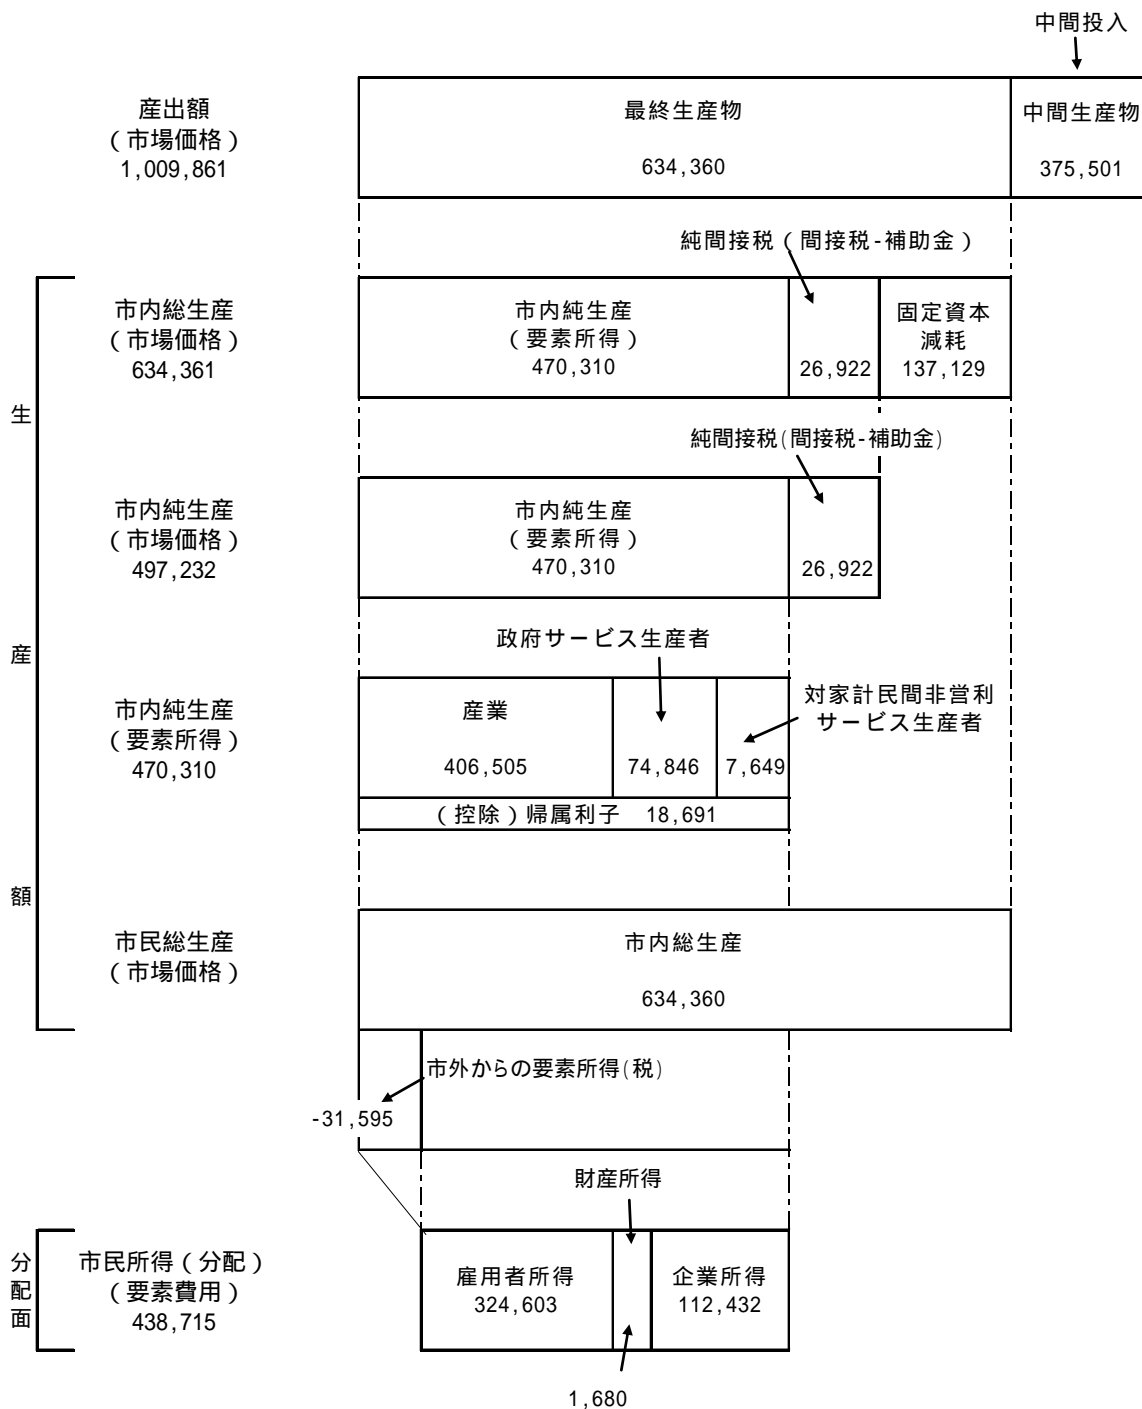 中間投入
産出額
（市場価格）
1,009,861
最終生産物
634,360
中間生産物
375,501
純間接税（間接税-補助金）
市内総生産
（市場価格）
634,361
市内純生産
（要素所得）
470,310
26,922
固定資本
減耗
137,129
純間接税(間接税-補助金)
市内純生産
（市場価格）
497,232
市内純生産
（要素所得）
470,310
26,922
政府サービス生産者
市内純生産
（要素所得）
470,310
産業
406,505
74,846
7,649
対家計民間非営利
サービス生産者
（控除）帰属利子 18,691
市民総生産
（市場価格）
市内総生産
634,360
生
産
額
市外からの要素所得(税)
-31,595
財産所得
分
配
面
市民所得（分配）
（要素費用）
438,715
雇用者所得
324,603
企業所得
112,432
1,680